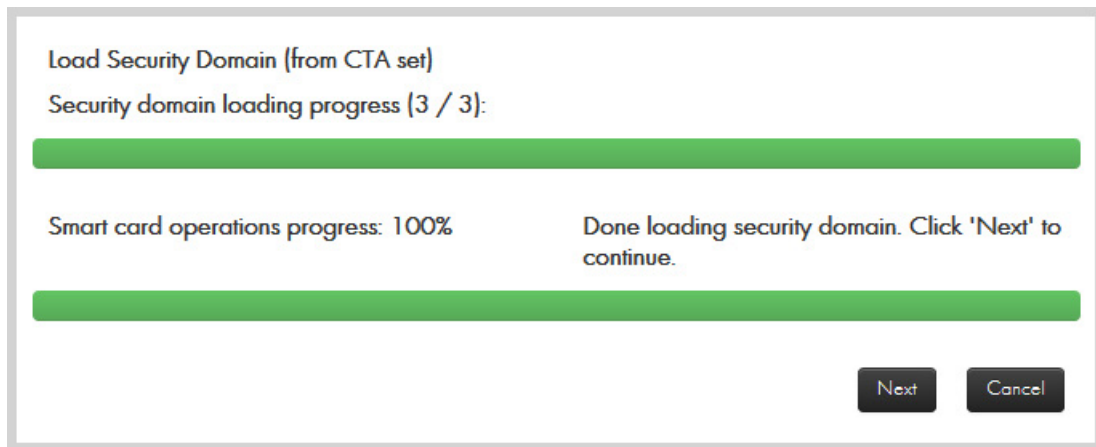 Load Security Domain (from CTA set)
Security domain loading progress (3 / 3):
Smart card operations progress: 100%
Done loading security domain. Click 'Next' to
continue.
Next
Cancel